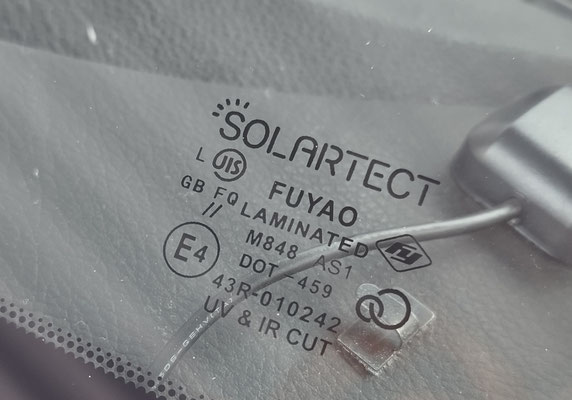 SOLARTECT
L JIS FUYAO
GB FQ LAMINATED
// M848 AS1
E4 DOT-459
43R-010242
UV & IR CUT